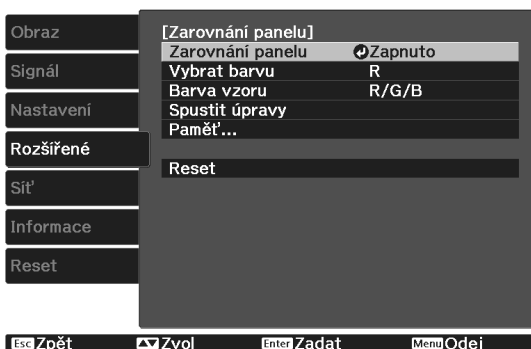 Obraz
Signál
Nastavení
Rozšířené
Síť
Informace
Reset
[Zarovnání panelu]
Zarovnání panelu Zapnuto
Vybrat barvu R
Barva vzoru R/G/B
Spustit úpravy
Paměť...
Reset
Esc Zpět Zvol Enter Zadat Menu Odej